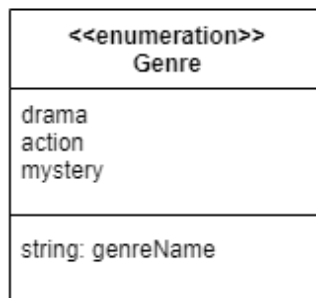 <<enumeration>>
Genre
drama
action
mystery
string: genreName